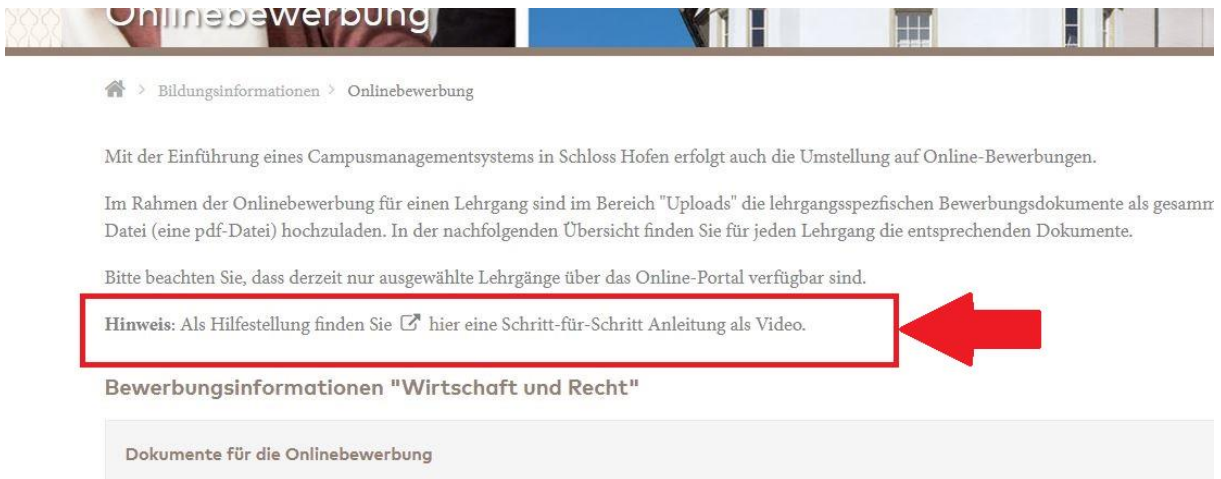 Onlinebewerbung
Bildungsinformationen > Onlinebewerbung
Mit der Einführung eines Campusmanagementsystems in Schloss Hofen erfolgt auch die Umstellung auf Online-Bewerbungen.
Im Rahmen der Onlinebewerbung für einen Lehrgang sind im Bereich "Uploads" die lehrgangsspezfischen Bewerbungsdokumente als gesamm
Datei (eine pdf-Datei) hochzuladen. In der nachfolgenden Übersicht finden Sie für jeden Lehrgang die entsprechenden Dokumente.
Bitte beachten Sie, dass derzeit nur ausgewählte Lehrgänge über das Online-Portal verfügbar sind.
Hinweis: Als Hilfestellung finden Sie hier eine Schritt-für-Schritt Anleitung als Video.
Bewerbungsinformationen "Wirtschaft und Recht"
Dokumente für die Onlinebewerbung